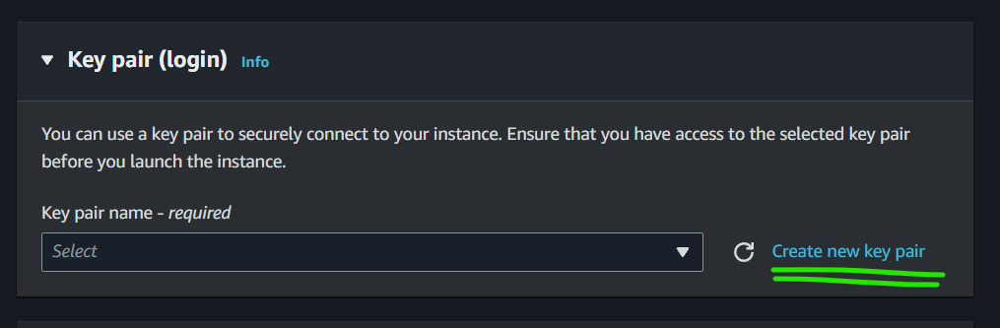 Key pair (login) Info
You can use a key pair to securely connect to your instance. Ensure that you have access to the selected key pair
before you launch the instance.
Key pair name - required
Select
Create new key pair